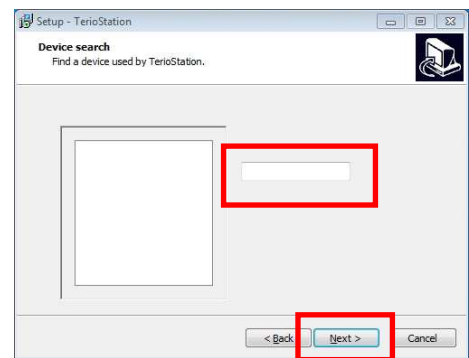 Setup - TerioStation
Device search
Find a device used by TerioStation.
< Back
Next >
Cancel